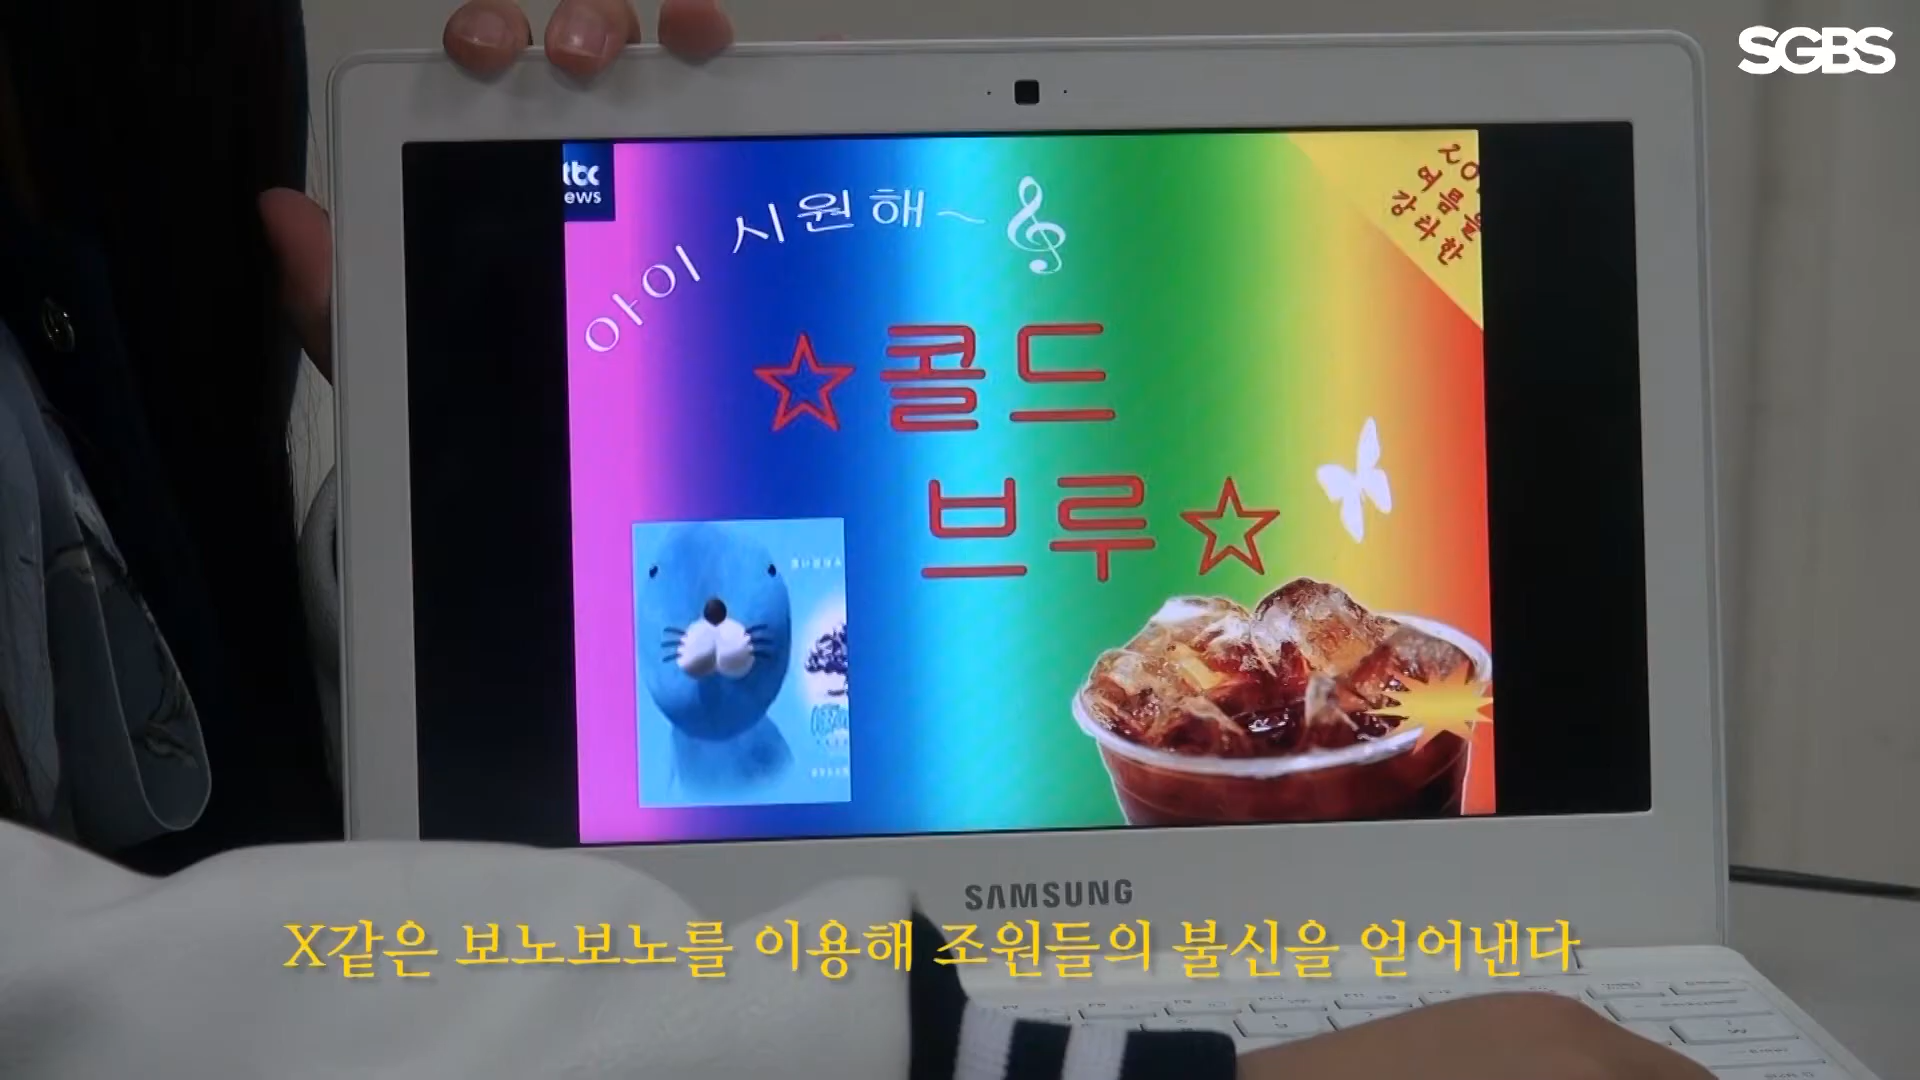 SGBS
tbc
ews
아이 시원해~
20
여름을
강타한
☆콜드
브루☆
SAMSUNG
X같은 보노보노를 이용해 조원들의 불신을 얻어낸다